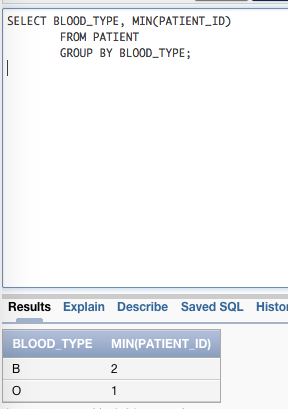 SELECT BLOOD_TYPE, MIN(PATIENT_ID)
FROM PATIENT
GROUP BY BLOOD_TYPE;
Results Explain Describe Saved SQL Histor
BLOOD_TYPE MIN(PATIENT_ID)
B 2
O 1